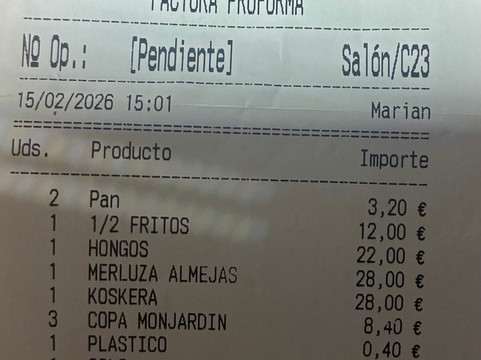 FACTURA PROFORMA
Nº Op.: [Pendiente] Salón/C23
15/02/2026 15:01 Marian
Uds. Producto Importe
2 Pan 3,20 €
1 1/2 FRITOS 12,00 €
1 HONGOS 22,00 €
1 MERLUZA ALMEJAS 28,00 €
1 KOSKERA 28,00 €
3 COPA MONJARDIN 8,40 €
1 PLASTICO 0,40 €